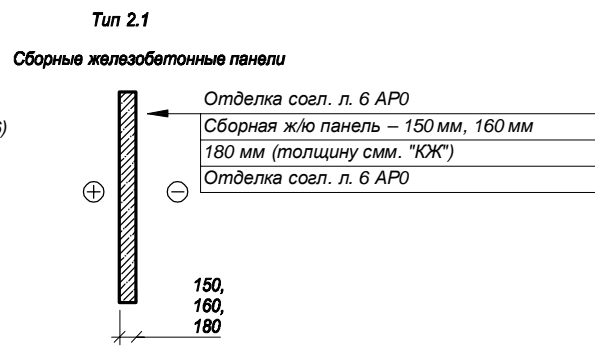 Тип 2.1
Сборные железобетонные панели
6)
Отделка согл. л. 6 АР0
Сборная ж/ю панель – 150 мм, 160 мм
180 мм (толщину смм. "КЖ")
Отделка согл. л. 6 АР0
+
−
150,
160,
180